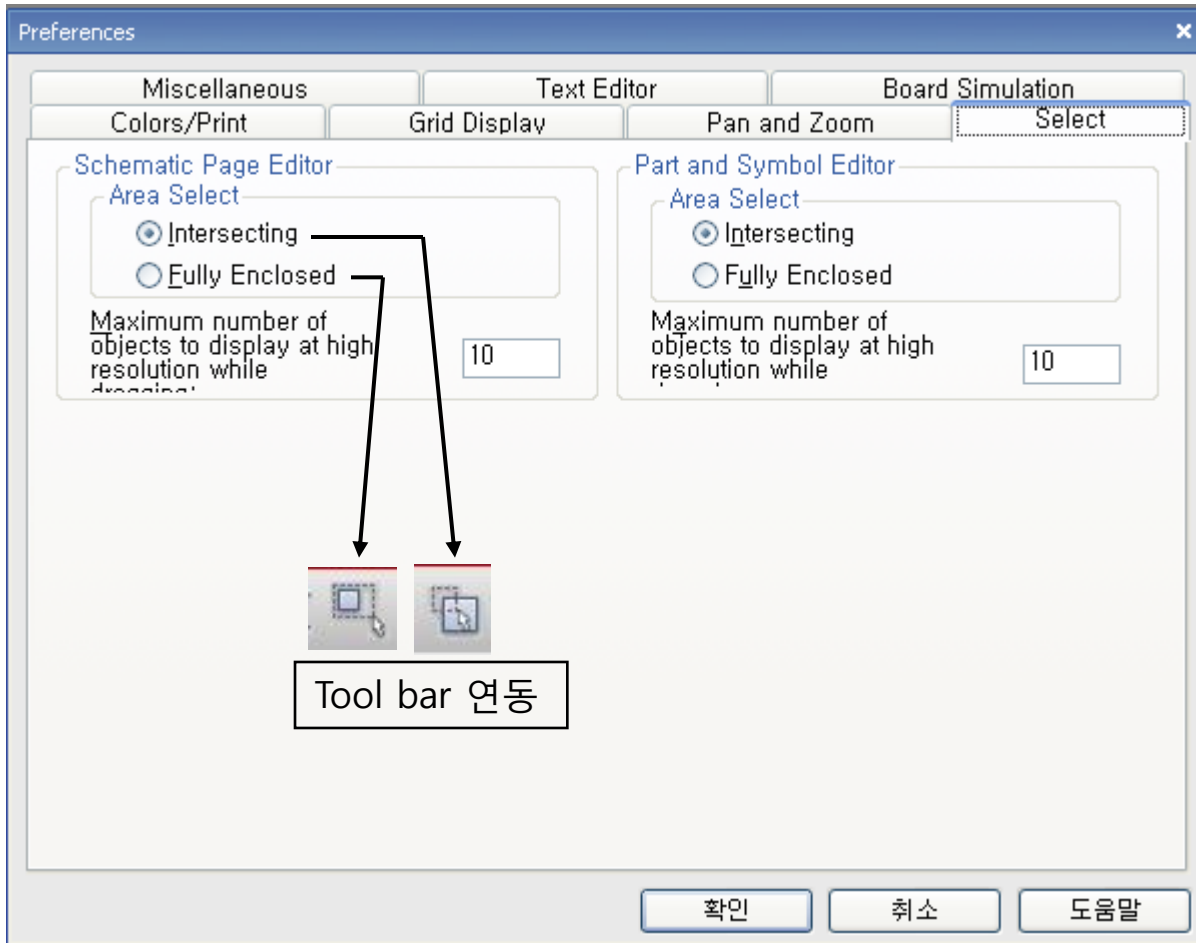 Preferences
Miscellaneous
Text Editor
Board Simulation
Colors/Print
Grid Display
Pan and Zoom
Select
Schematic Page Editor
Area Select
Intersecting
Fully Enclosed
Maximum number of
objects to display at high
resolution while
dragging:
10
Part and Symbol Editor
Area Select
Intersecting
Fully Enclosed
Maximum number of
objects to display at high
resolution while
10
Tool bar 연동
확인
취소
도움말